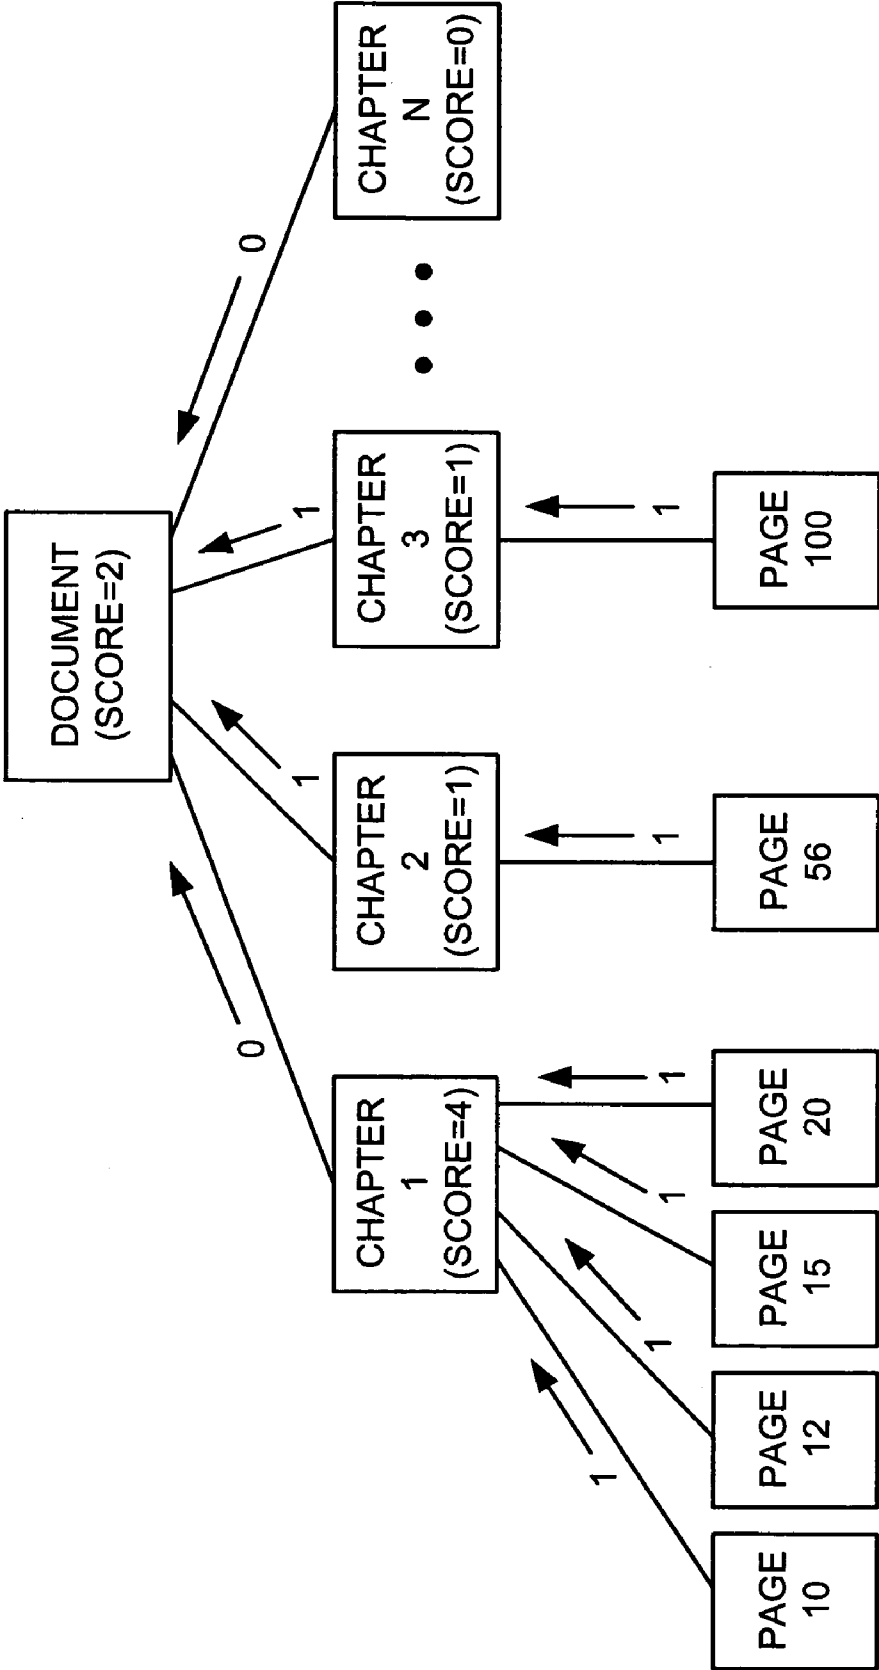 DOCUMENT
(SCORE=2)
0
1
1
0
CHAPTER
1
(SCORE=4)
CHAPTER
2
(SCORE=1)
CHAPTER
3
(SCORE=1)
CHAPTER
N
(SCORE=0)
1
1
1
1
1
1
PAGE
10
PAGE
12
PAGE
15
PAGE
20
PAGE
56
PAGE
100